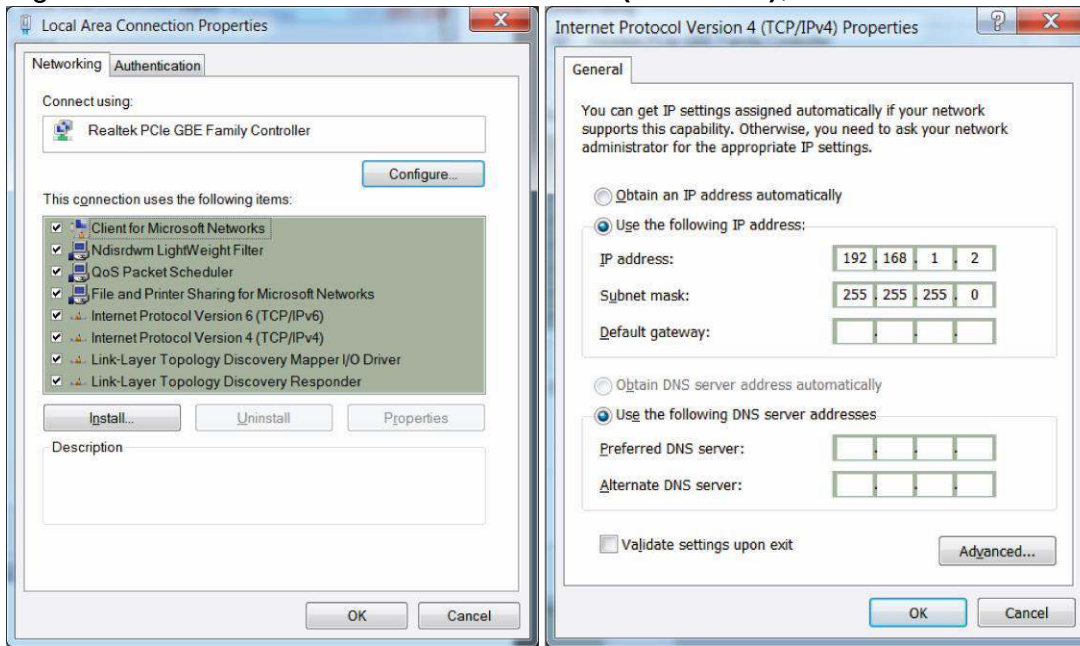 Local Area Connection Properties
Networking Authentication
Connect using:
Realtek PCIe GBE Family Controller
Configure...
This connection uses the following items:
Client for Microsoft Networks
Ndisrdwm LightWeight Filter
QoS Packet Scheduler
File and Printer Sharing for Microsoft Networks
Internet Protocol Version 6 (TCP/IPv6)
Internet Protocol Version 4 (TCP/IPv4)
Link-Layer Topology Discovery Mapper I/O Driver
Link-Layer Topology Discovery Responder
Install... Uninstall Properties
Description
OK Cancel
Internet Protocol Version 4 (TCP/IPv4) Properties
General
You can get IP settings assigned automatically if your network
supports this capability. Otherwise, you need to ask your network
administrator for the appropriate IP settings.
Obtain an IP address automatically
Use the following IP address:
IP address: 192 . 168 . 1 . 2
Subnet mask: 255 . 255 . 255 . 0
Default gateway: . . .
Obtain DNS server address automatically
Use the following DNS server addresses
Preferred DNS server: . . .
Alternate DNS server: . . .
Validate settings upon exit
Advanced...
OK Cancel